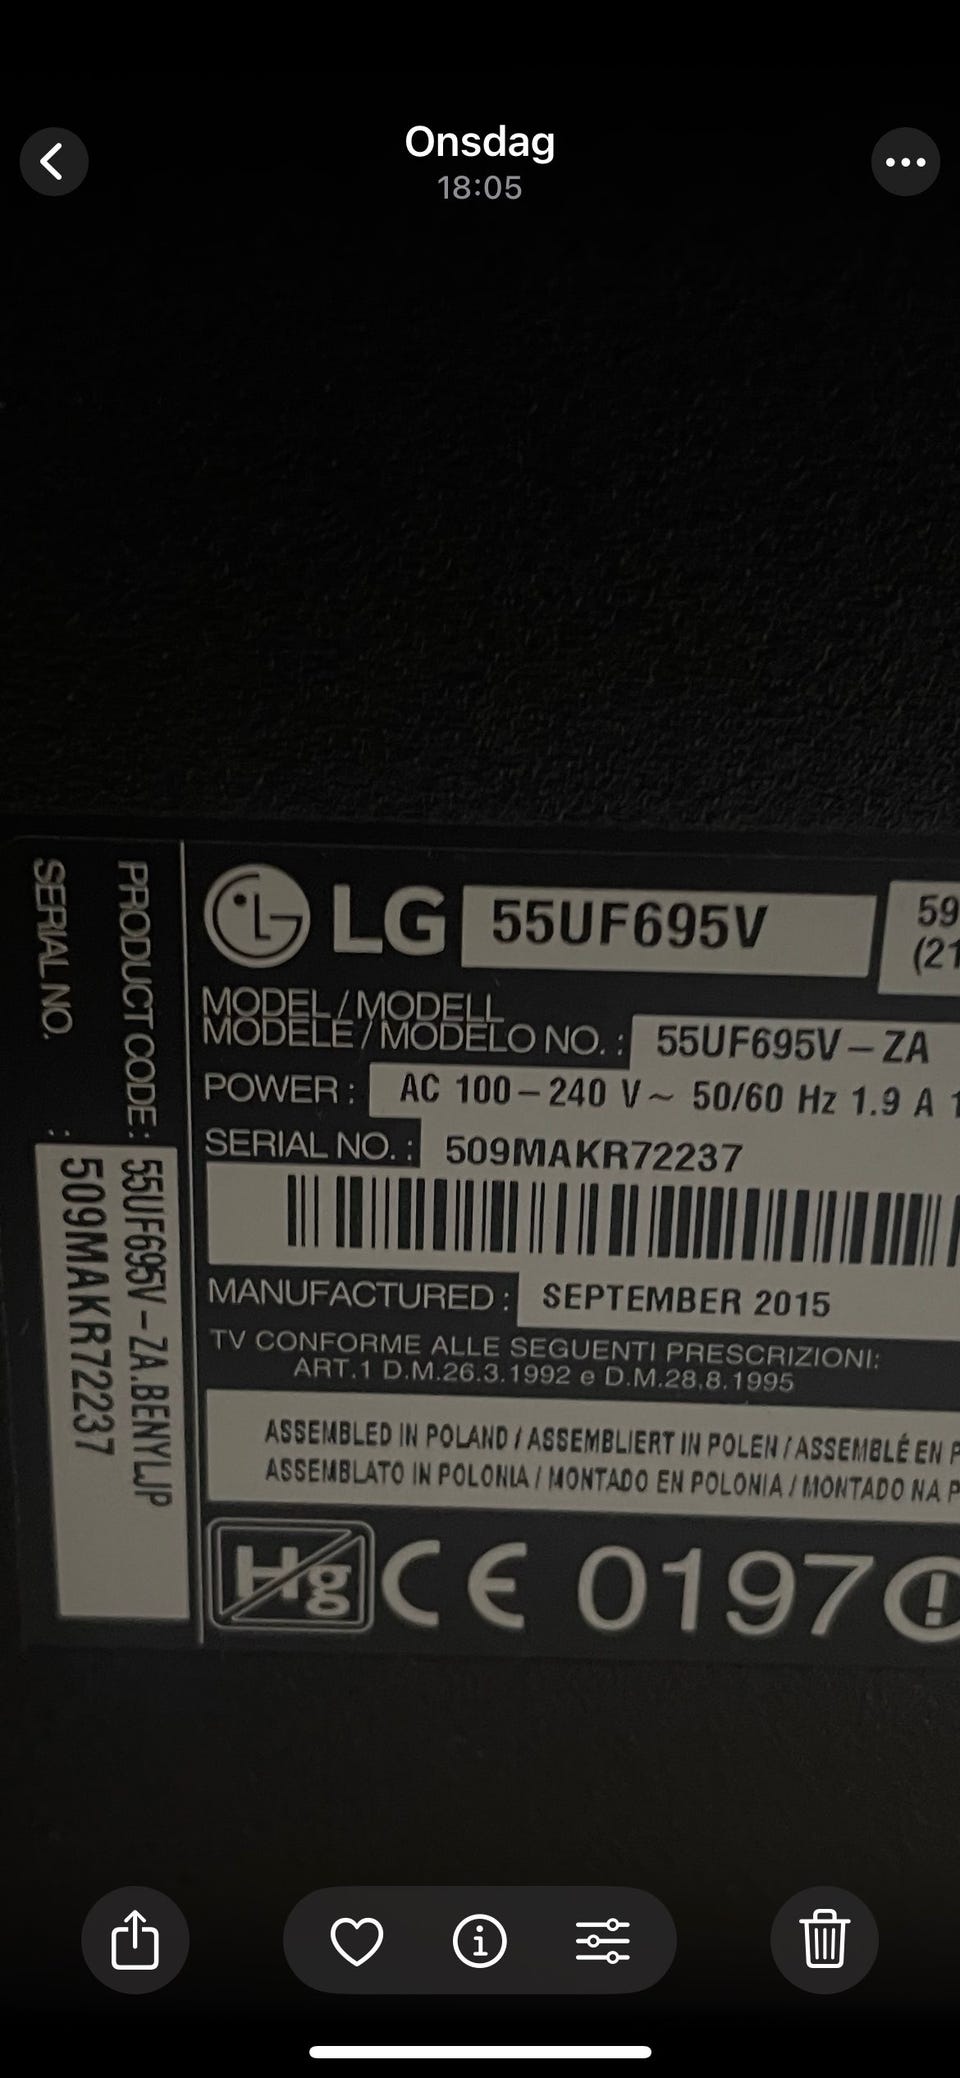 Onsdag
18:05
LG 55UF695V
59
(21
MODEL / MODELL
MODÈLE / MODELO NO. : 55UF695V – ZA
POWER : AC 100 – 240 V ~ 50/60 Hz 1.9 A 1
SERIAL NO. : 509MAKR72237
MANUFACTURED : SEPTEMBER 2015
TV CONFORME ALLE SEGUENTI PRESCRIZIONI:
ART.1 D.M.26.3.1992 e D.M.28.8.1995
ASSEMBLED IN POLAND / ASSEMBLIERT IN POLEN / ASSEMBLÉ EN P
ASSEMBLATO IN POLONIA / MONTADO EN POLONIA / MONTADO NA P
Hg CE 0197 !
PRODUCT CODE : 55UF695V – ZA.BENYLJP
SERIAL NO. : 509MAKR72237